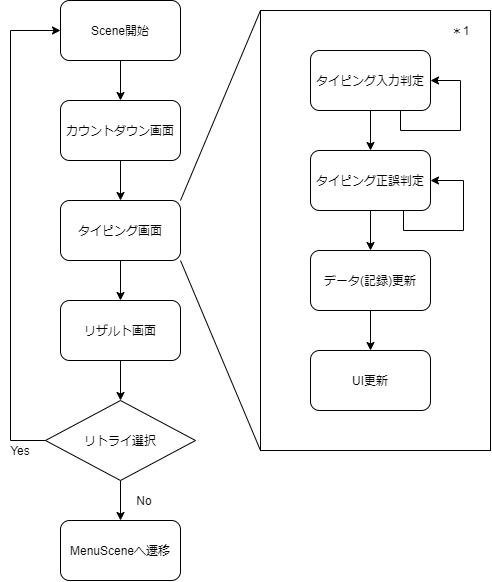 Scene開始
カウントダウン画面
タイピング画面
リザルト画面
リトライ選択
Yes
No
MenuSceneへ遷移
＊1
タイピング入力判定
タイピング正誤判定
データ(記録)更新
UI更新